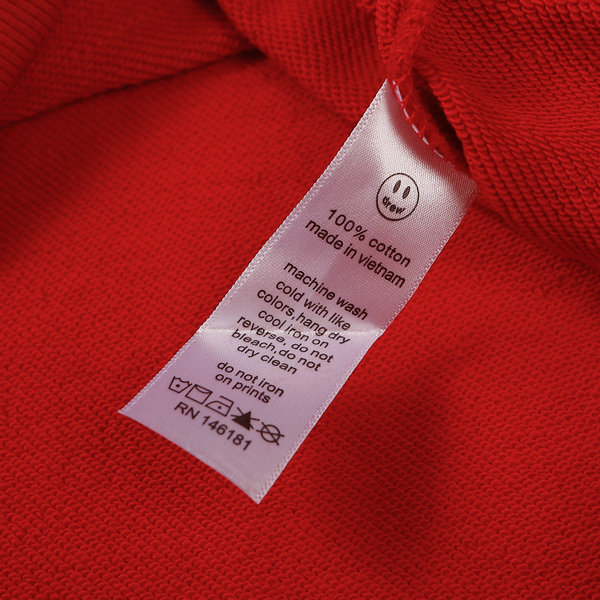 drew
100% cotton
made in vietnam
machine wash
cold with like
colors,hang dry
cool iron on
reverse, do not
bleach,do not
dry clean
do not iron
on prints
RN 146181